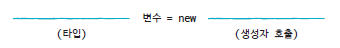 변수 = new
(타입) (생성자 호출)